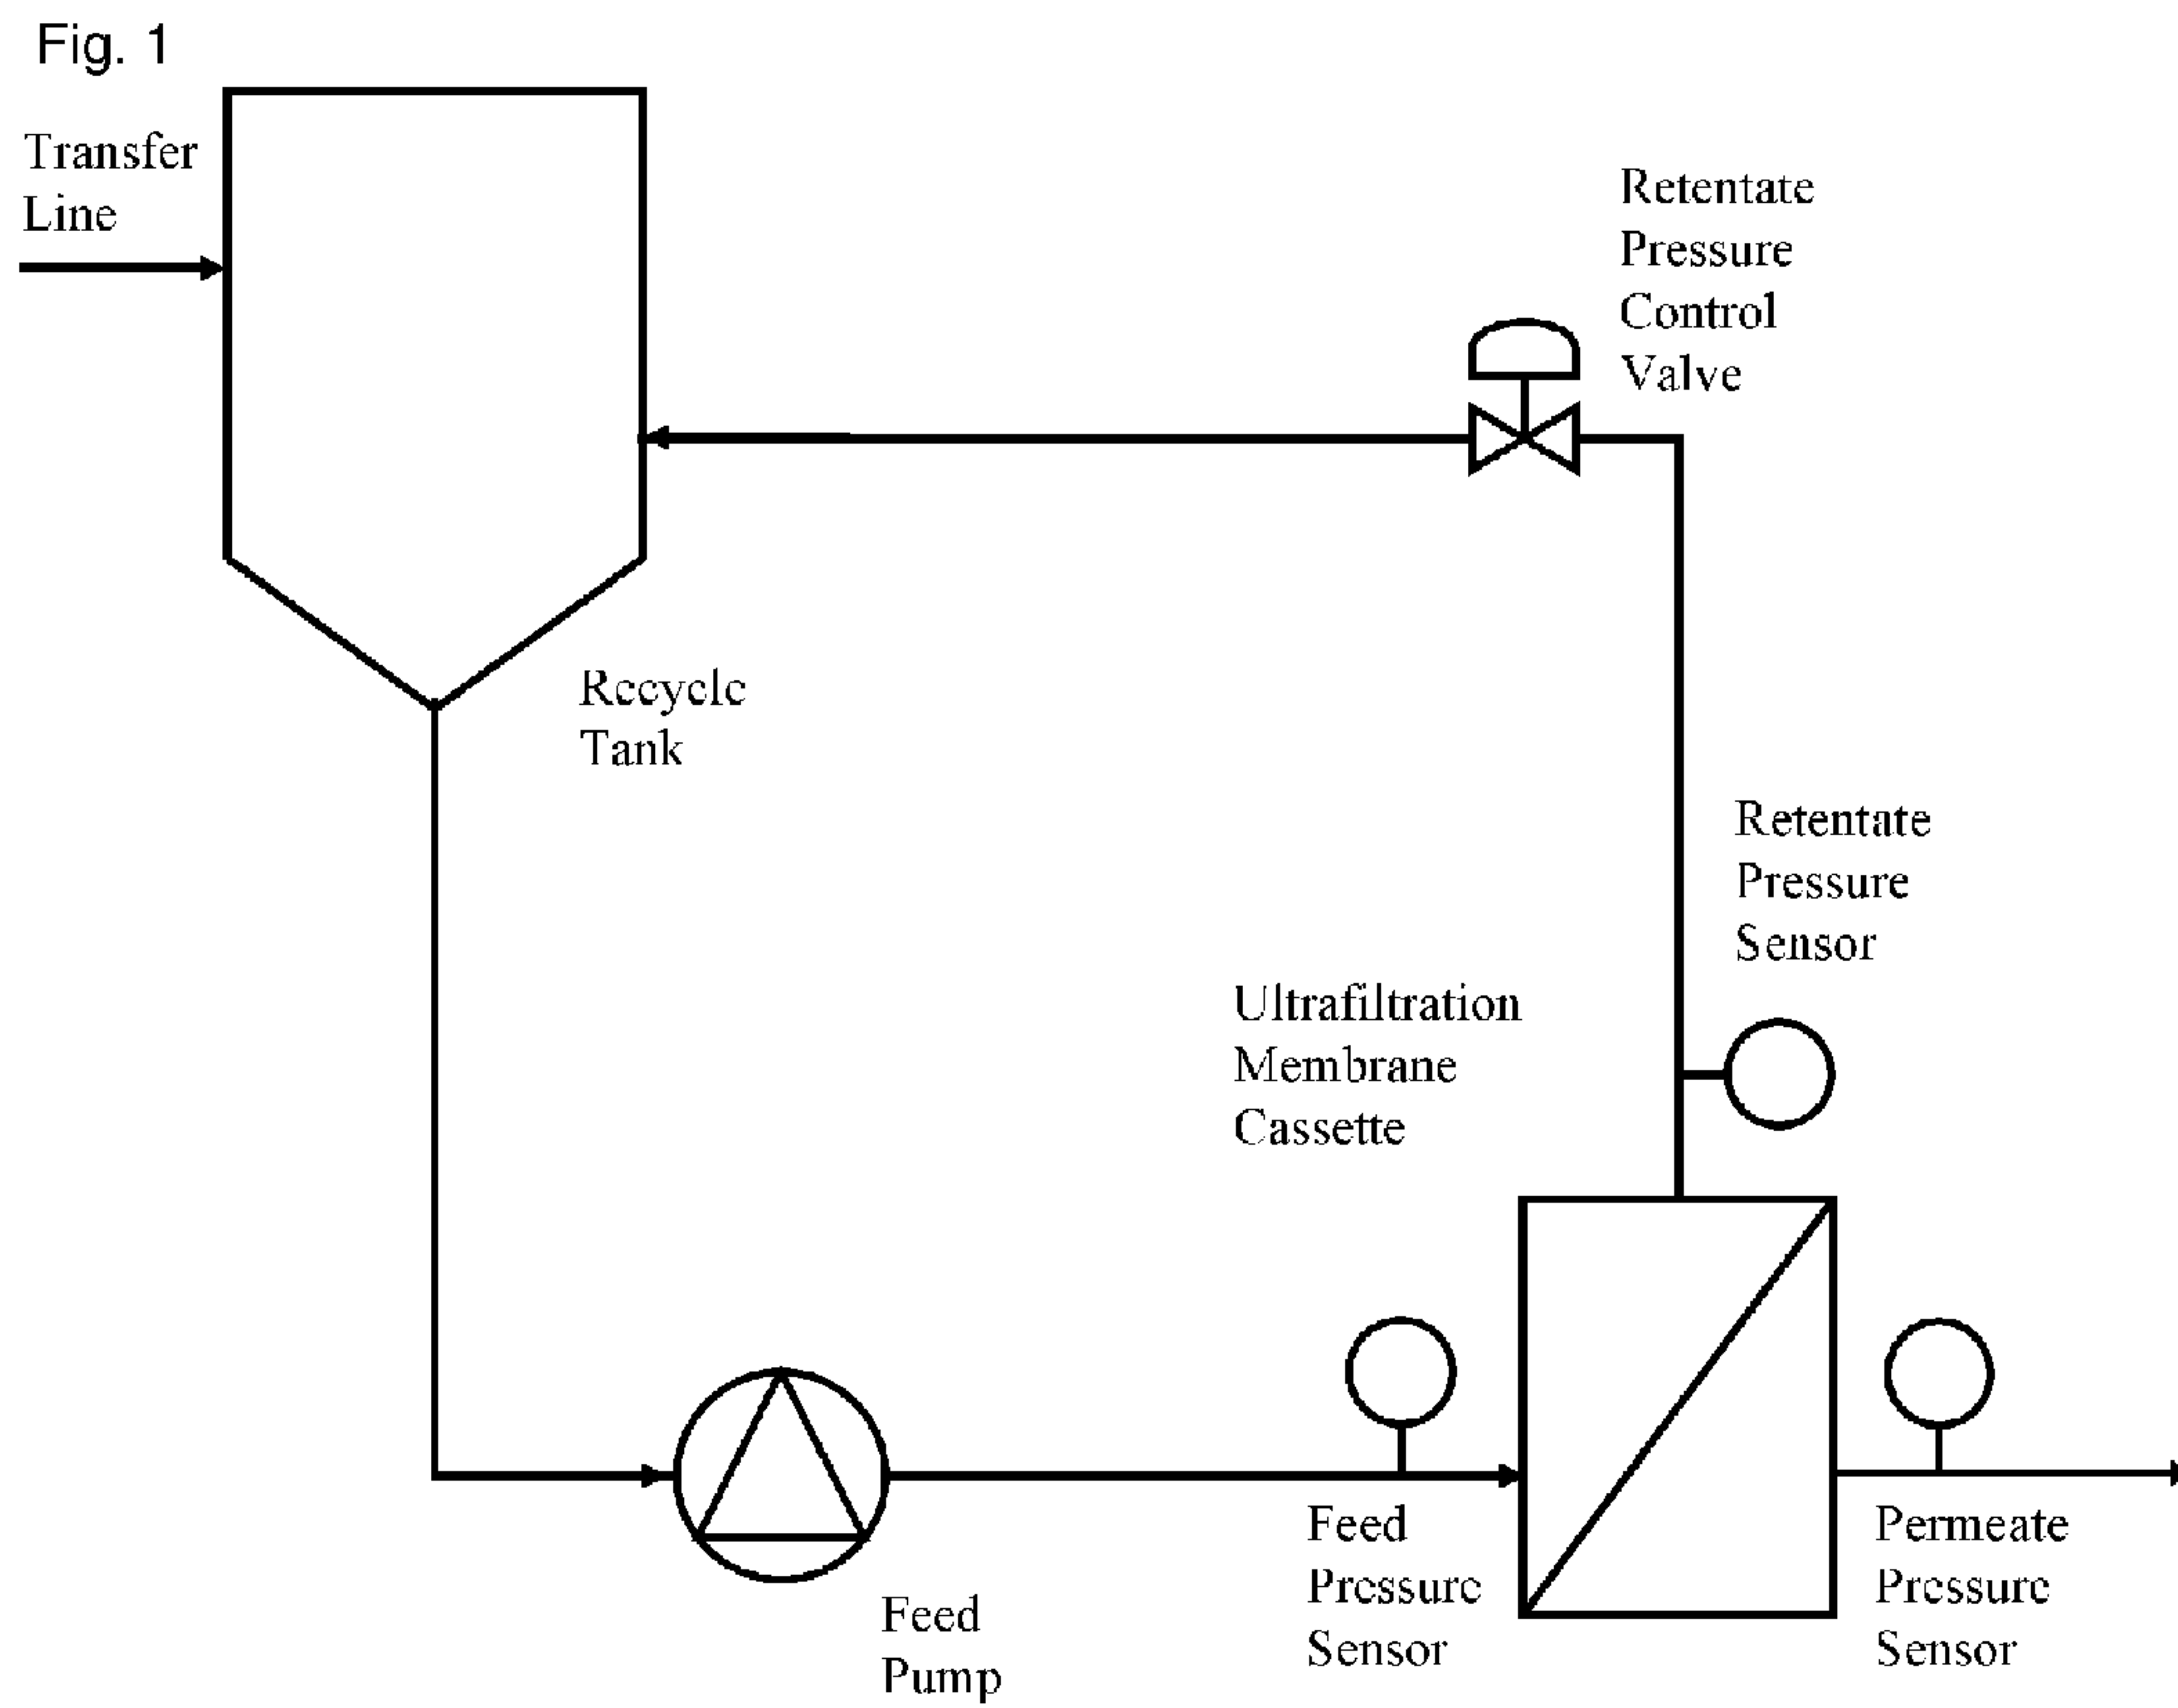 Fig. 1
Transfer
Line
Retentate
Pressure
Control
Valve
Recycle
Tank
Retentate
Pressure
Sensor
Ultrafiltration
Membrane
Cassette
Feed
Pressure
Sensor
Permeate
Pressure
Sensor
Feed
Pump